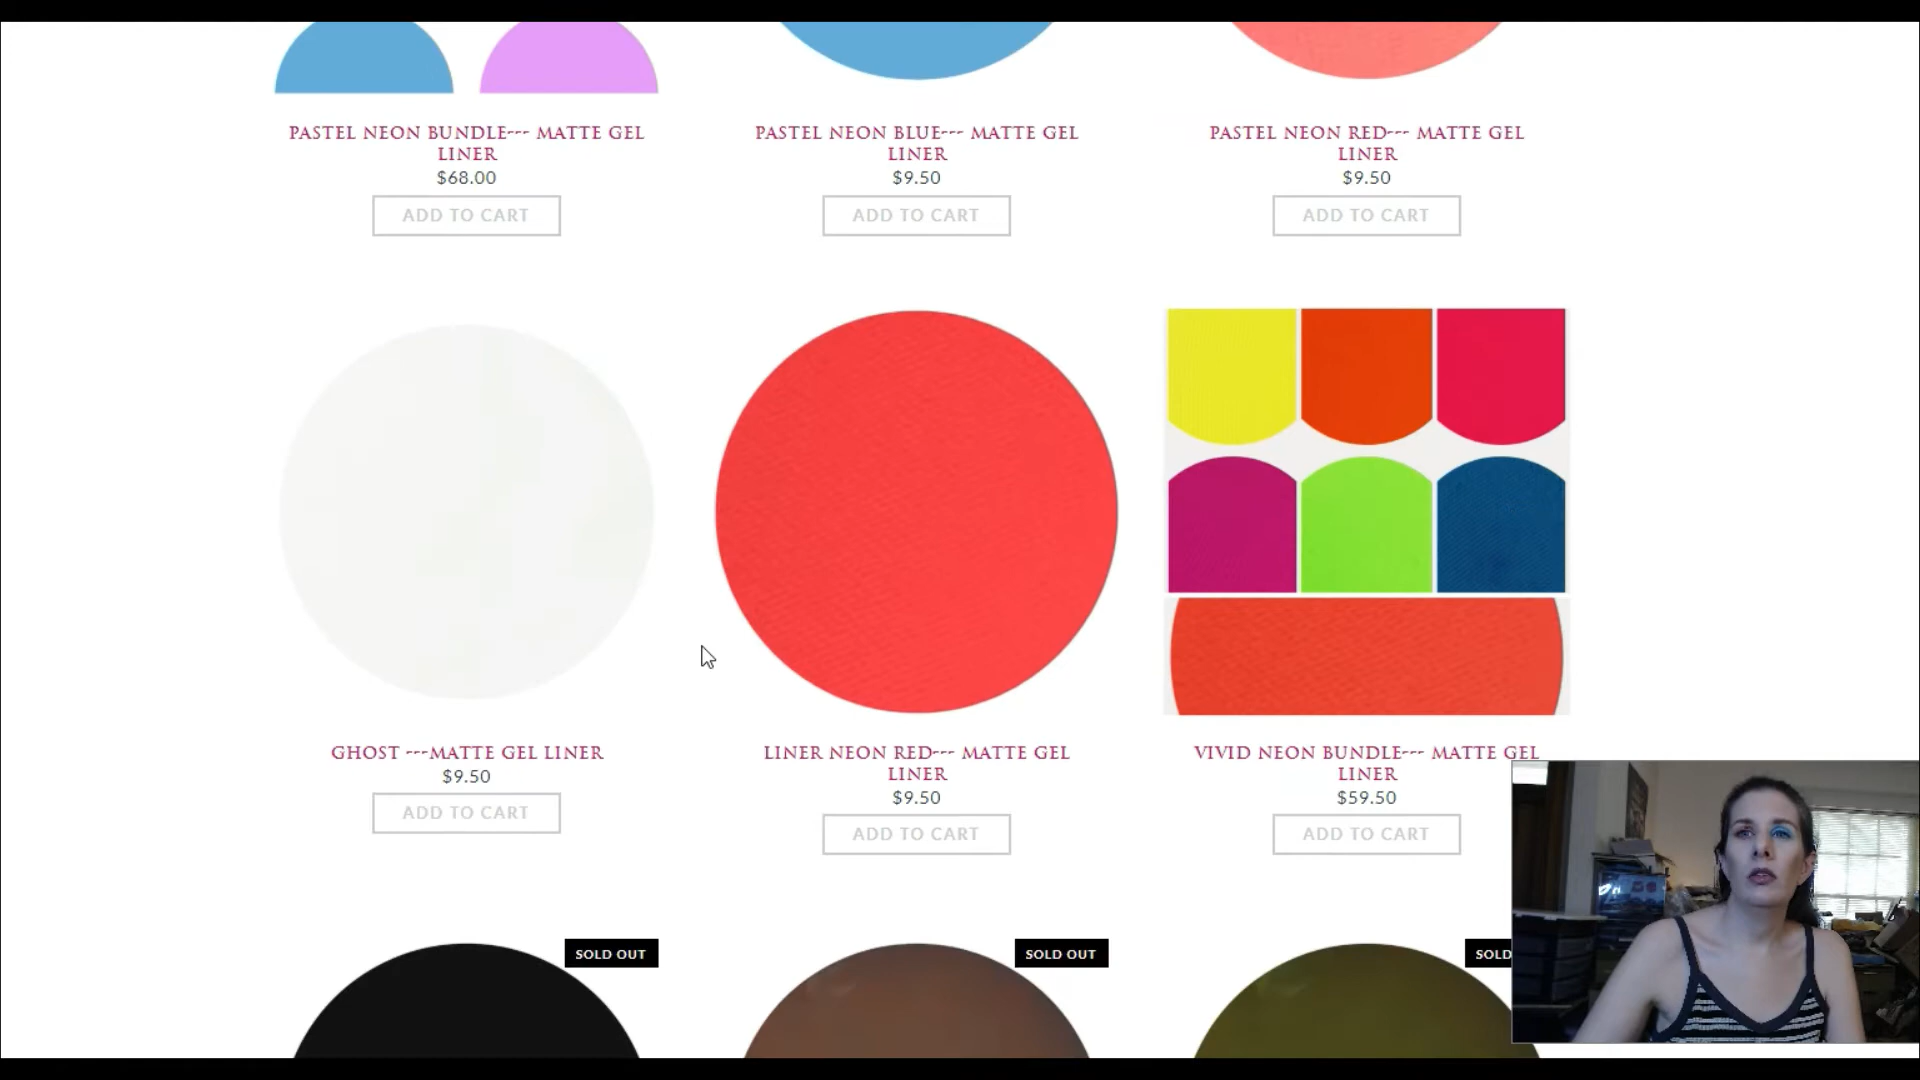 PASTEL NEON BUNDLE--- MATTE GEL
LINER
$68.00
ADD TO CART
PASTEL NEON BLUE--- MATTE GEL
LINER
$9.50
ADD TO CART
PASTEL NEON RED--- MATTE GEL
LINER
$9.50
ADD TO CART
GHOST ---MATTE GEL LINER
$9.50
ADD TO CART
LINER NEON RED--- MATTE GEL
LINER
$9.50
ADD TO CART
VIVID NEON BUNDLE--- MATTE GEL
LINER
$59.50
ADD TO CART
SOLD OUT
SOLD OUT
SOLD